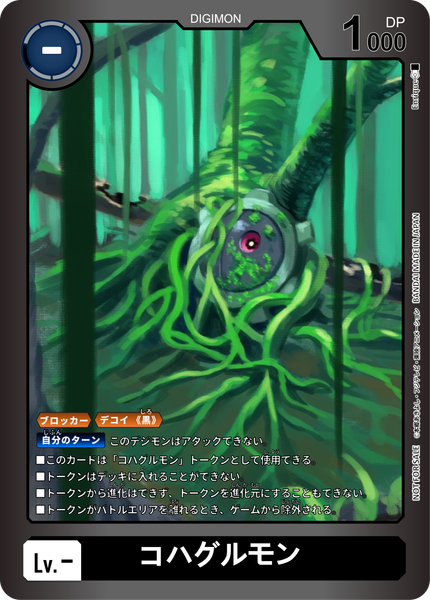 DIGIMON
-
1000
DP
ブロッカー デコイ《黒》
自分のターン このデジモンはアタックできない。
■このカードは「コハグルモン」トークンとして使用できる。
■トークンはデッキに入れることができない。
■トークンから進化はできず、トークンを進化元にすることもできない。
■トークンがバトルエリアを離れるとき、ゲームから除外される。
Lv.-
コハグルモン
BANDAI MADE IN JAPAN
NOT FOR SALE